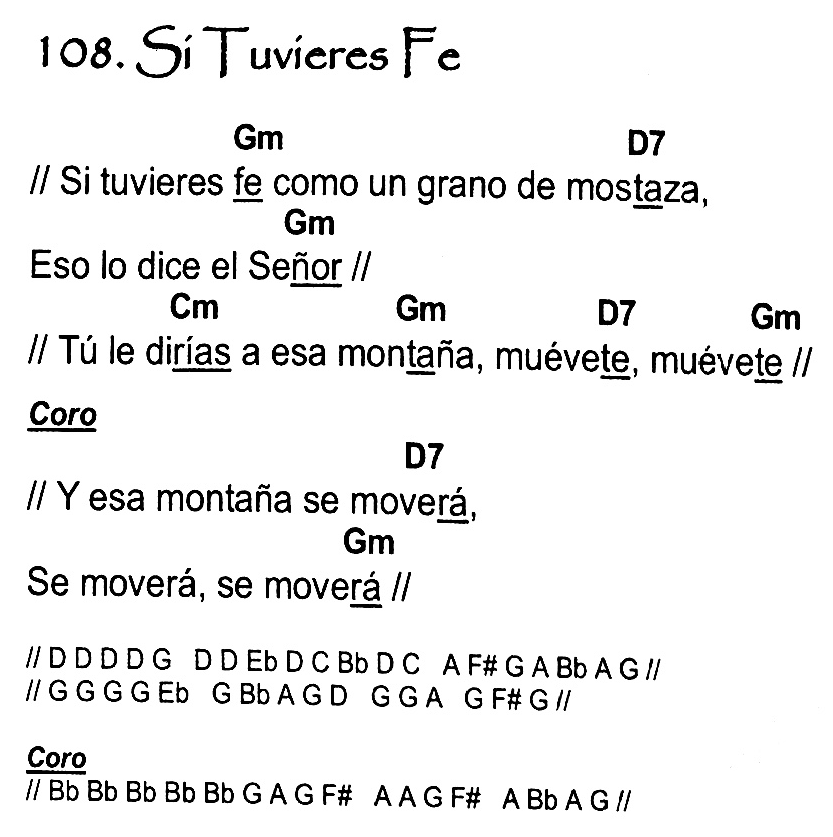 108. Si Tuvieres Fe
Gm D7
// Si tuvieres fe como un grano de mostaza,
Gm
Eso lo dice el Señor //
Cm Gm D7 Gm
// Tú le dirías a esa montaña, muévete, muévete //
Coro
D7
// Y esa montaña se moverá,
Gm
Se moverá, se moverá //
// D D D D G D D Eb D C Bb D C A F# G A Bb A G //
// G G G G Eb G Bb A G D G G A G F# G //
Coro
// Bb Bb Bb Bb Bb G A G F# A A G F# A Bb A G //